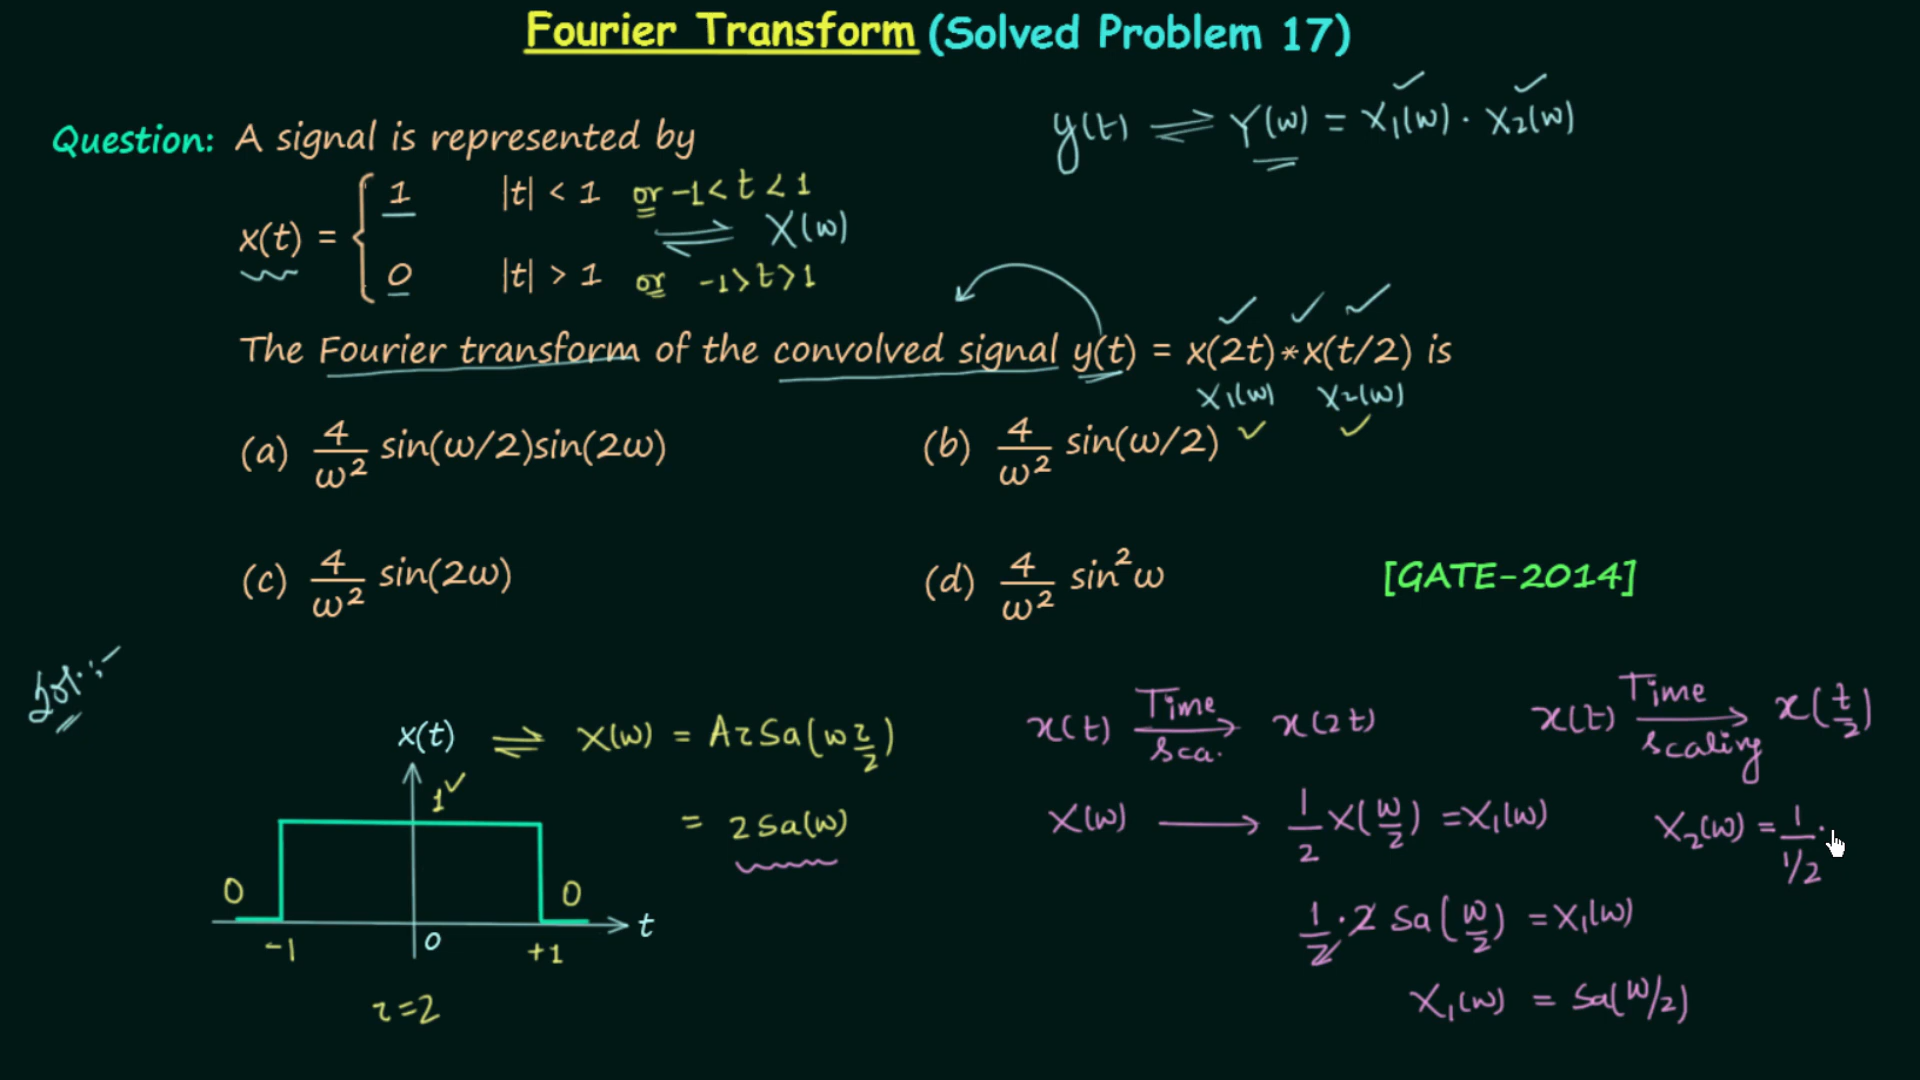 Fourier Transform (Solved Problem 17)
y(t) ⇌ Y(ω) = X₁(ω) · X₂(ω)
Question: A signal is represented by
x(t) = { 1 |t| < 1 or -1 < t < 1
⇌ X(ω)
0 |t| > 1 or -1 > t > 1
The Fourier transform of the convolved signal y(t) = x(2t) * x(t/2) is
X₁(ω) X₂(ω)
(a) 4/ω² sin(ω/2)sin(2ω) (b) 4/ω² sin(ω/2)
(c) 4/ω² sin(2ω) (d) 4/ω² sin²ω [GATE-2014]
Sol.:-
x(t) ⇌ X(ω) = Aτ Sa(ωτ/2)
= 2 Sa(ω)
1
0 0
-1 0 +1 t
τ = 2
x(t) Time Sca. → x(2t)
X(ω) → 1/2 X(ω/2) = X₁(ω)
1/2 · 2 Sa(ω/2) = X₁(ω)
X₁(ω) = Sa(ω/2)
x(t) Time Scaling → x(t/2)
X₂(ω) = 1/1/2 ·